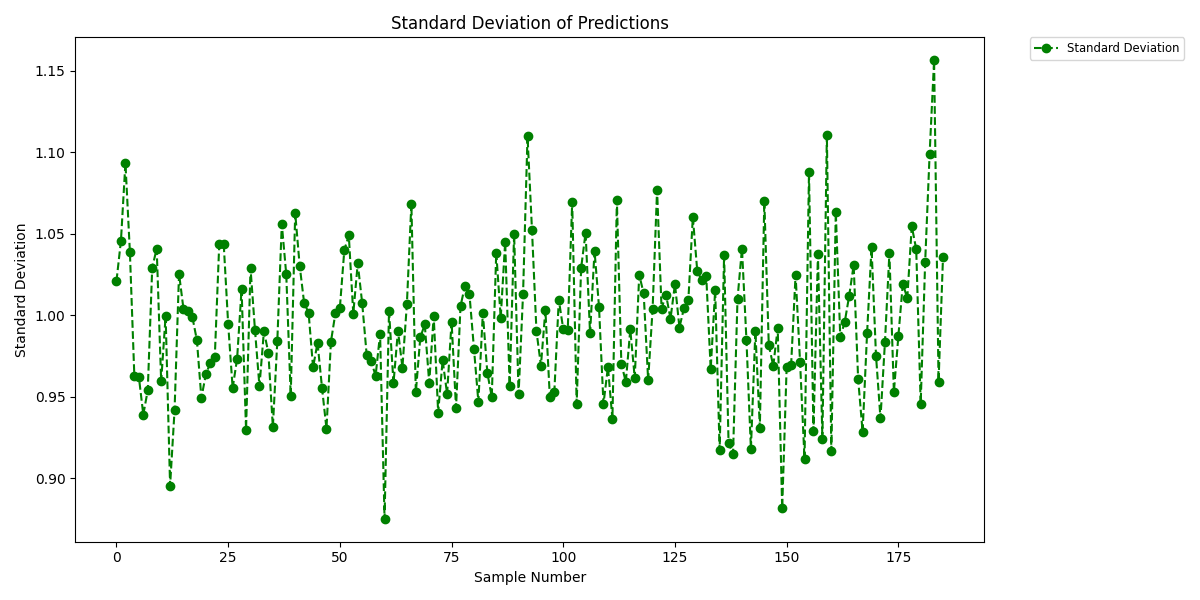 Standard Deviation of Predictions
Standard Deviation
1.15
1.10
1.05
1.00
0.95
0.90
Standard Deviation
0 25 50 75 100 125 150 175
Sample Number